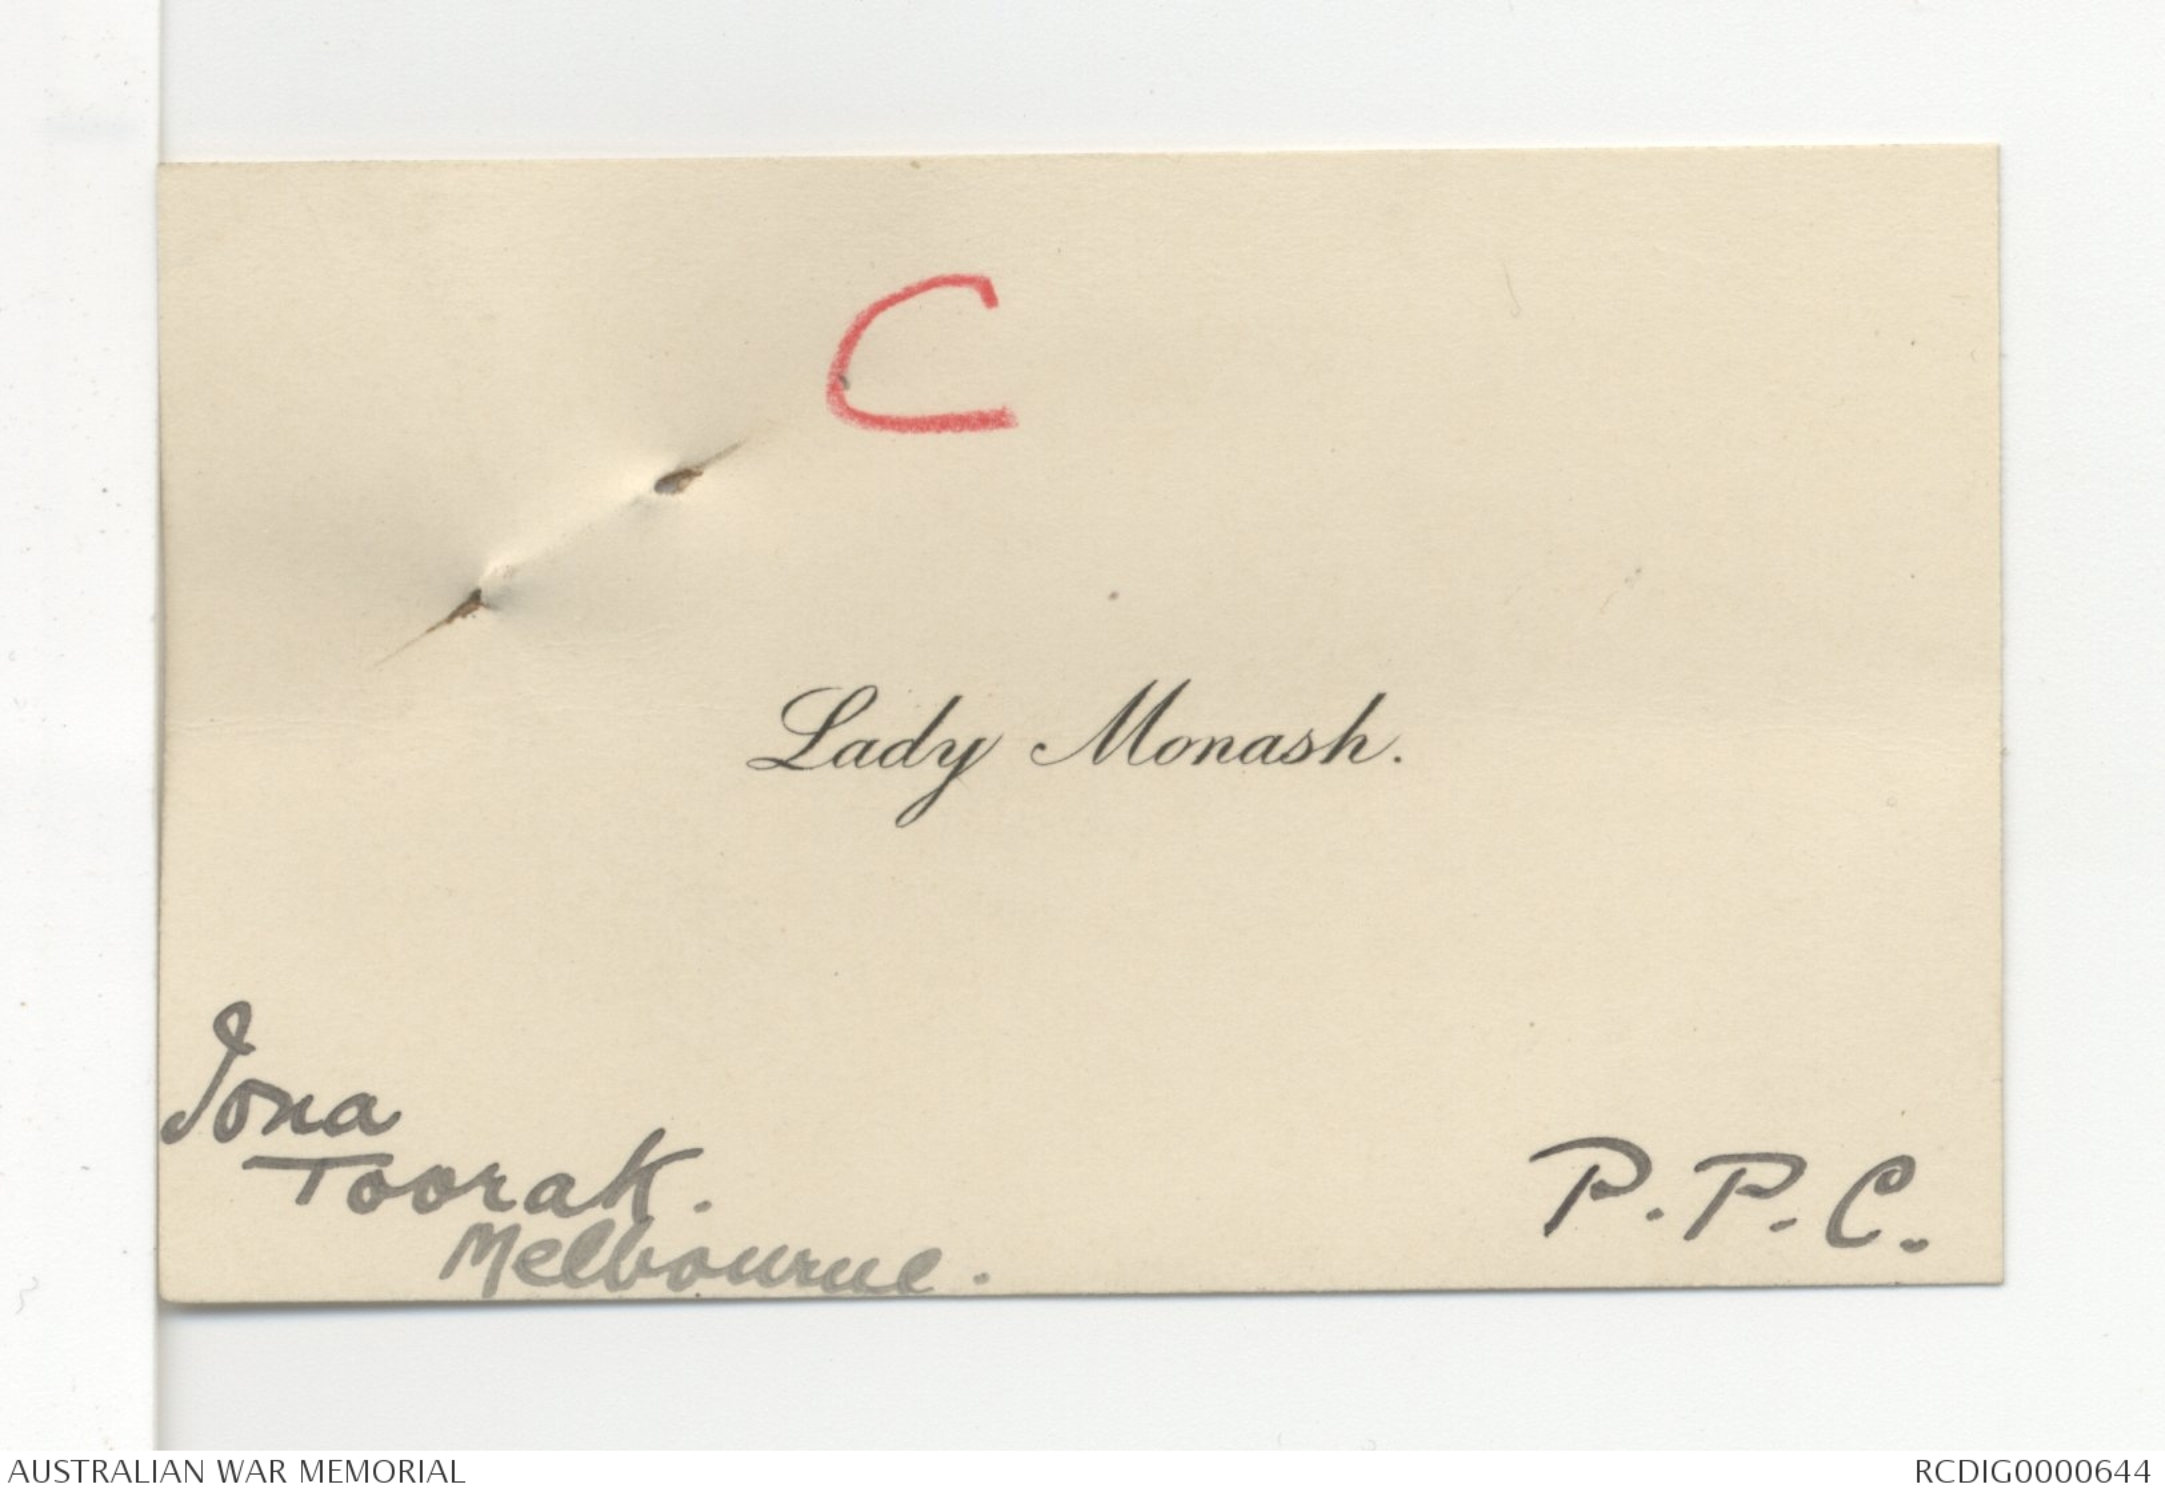 C
Lady Monash.
Iona
Toorak.
Melbourne.
P.P.C.
AUSTRALIAN WAR MEMORIAL
RCDIG0000644